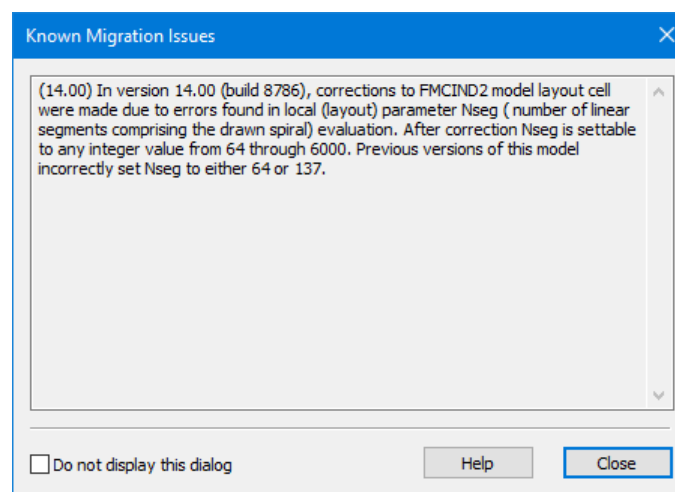 Known Migration Issues
(14.00) In version 14.00 (build 8786), corrections to FMCIND2 model layout cell
were made due to errors found in local (layout) parameter Nseg ( number of linear
segments comprising the drawn spiral) evaluation. After correction Nseg is settable
to any integer value from 64 through 6000. Previous versions of this model
incorrectly set Nseg to either 64 or 137.
Do not display this dialog
Help
Close